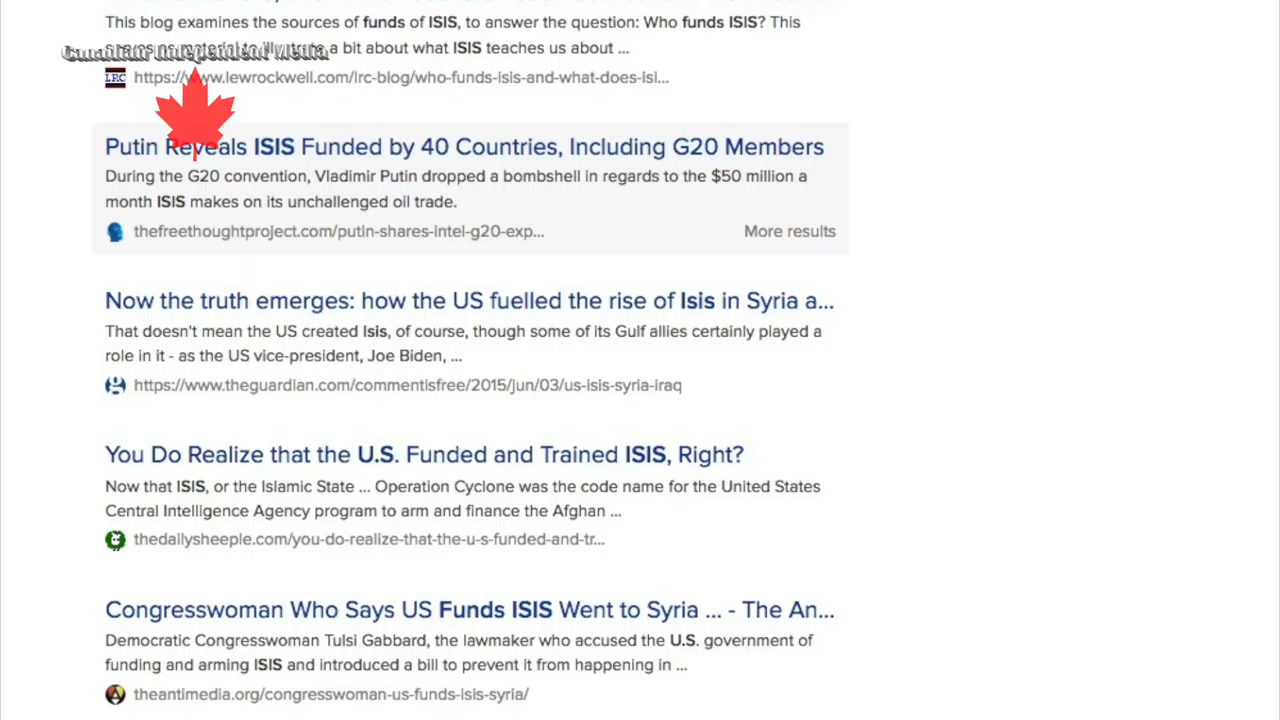 This blog examines the sources of funds of ISIS, to answer the question: Who funds ISIS? This
a bit about what ISIS teaches us about ...
Canadian Independent Media
LRC https://www.lewrockwell.com/lrc-blog/who-funds-isis-and-what-does-isi...
Putin Reveals ISIS Funded by 40 Countries, Including G20 Members
During the G20 convention, Vladimir Putin dropped a bombshell in regards to the $50 million a
month ISIS makes on its unchallenged oil trade.
thefreethoughtproject.com/putin-shares-intel-g20-exp... More results
Now the truth emerges: how the US fuelled the rise of Isis in Syria a...
That doesn't mean the US created Isis, of course, though some of its Gulf allies certainly played a
role in it - as the US vice-president, Joe Biden, ...
https://www.theguardian.com/commentisfree/2015/jun/03/us-isis-syria-iraq
You Do Realize that the U.S. Funded and Trained ISIS, Right?
Now that ISIS, or the Islamic State ... Operation Cyclone was the code name for the United States
Central Intelligence Agency program to arm and finance the Afghan ...
thedailysheeple.com/you-do-realize-that-the-u-s-funded-and-tr...
Congresswoman Who Says US Funds ISIS Went to Syria ... - The An...
Democratic Congresswoman Tulsi Gabbard, the lawmaker who accused the U.S. government of
funding and arming ISIS and introduced a bill to prevent it from happening in ...
theantimedia.org/congresswoman-us-funds-isis-syria/